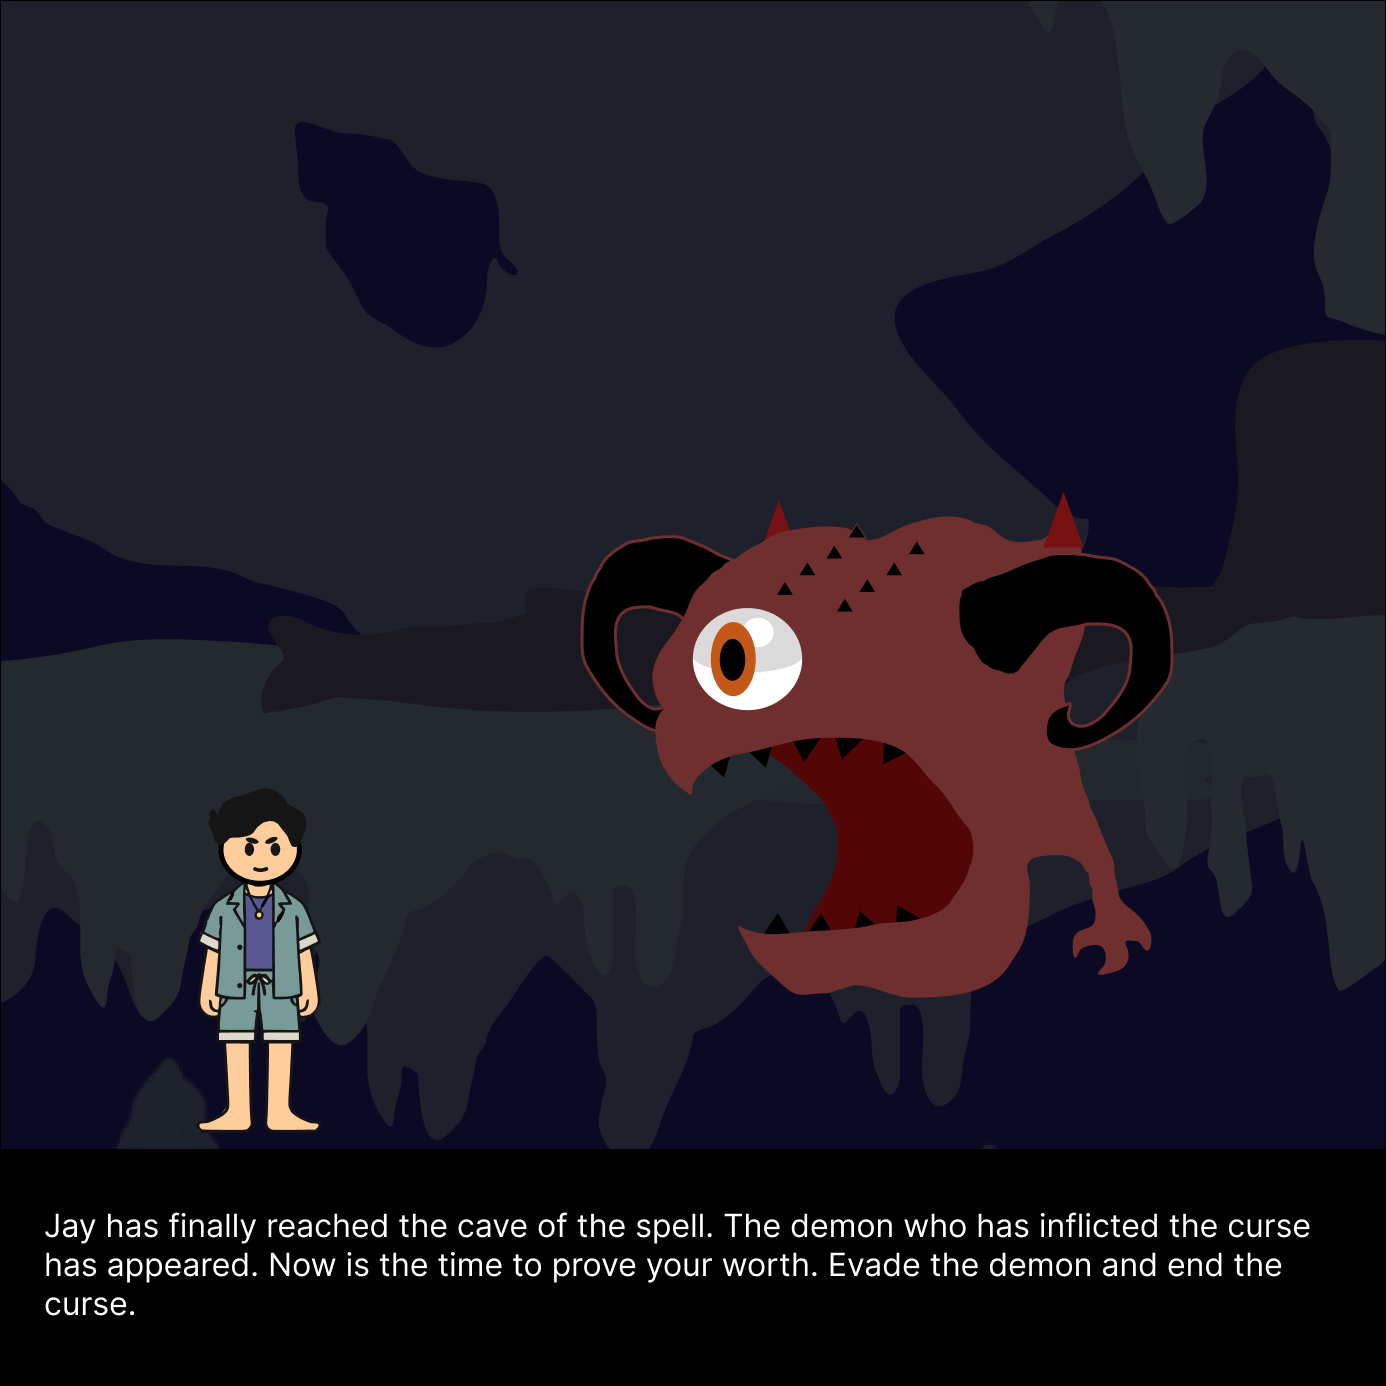 Jay has finally reached the cave of the spell. The demon who has inflicted the curse
has appeared. Now is the time to prove your worth. Evade the demon and end the
curse.